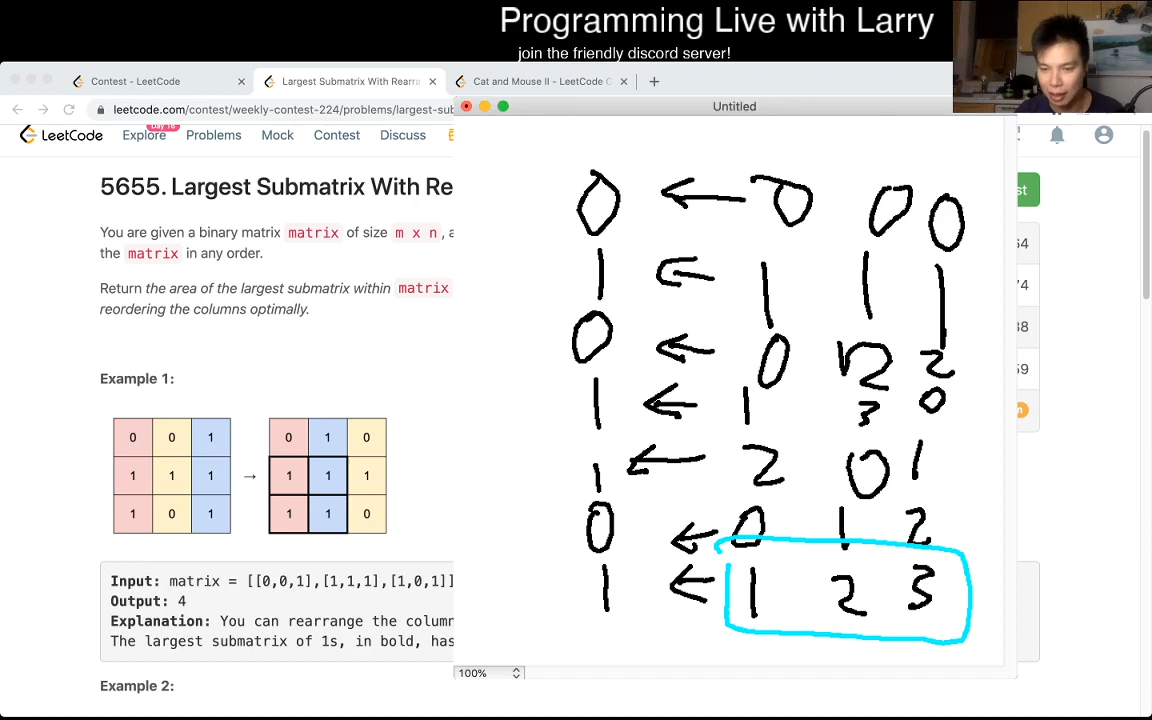 Programming Live with Larry
join the friendly discord server!
Contest - LeetCode
Largest Submatrix With Rearra
Cat and Mouse II - LeetCode C
leetcode.com/contest/weekly-contest-224/problems/largest-sub
Untitled
LeetCode
Explore
Day 16
Problems
Mock
Contest
Discuss
5655. Largest Submatrix With Re
st
You are given a binary matrix matrix of size m x n , a
the matrix in any order.
Return the area of the largest submatrix within matrix
reordering the columns optimally.
64
74
88
69
Example 1:
0 0 1 0 1 0
1 1 1 → 1 1 1
1 0 1 1 1 0
Input: matrix = [[0,0,1],[1,1,1],[1,0,1]]
Output: 4
Explanation: You can rearrange the column
The largest submatrix of 1s, in bold, has
Example 2:
0 ← 0 0 0
1 ← 1 1 1
0 ← 0 2 2
1 ← 1 3 0
1 ← 2 0 1
0 ← 0 1 2
1 ← 1 2 3
100%